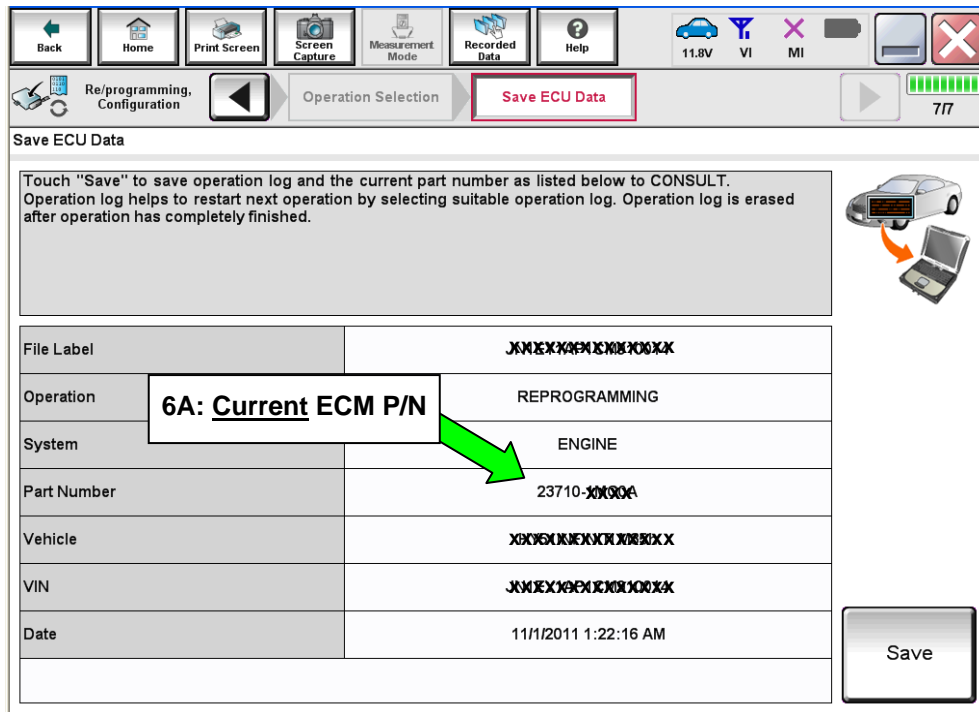 Back Home Print Screen Screen Capture Measurement Mode Recorded Data Help 11.8V VI MI
Re/programming, Configuration Operation Selection Save ECU Data 7/7
Save ECU Data
Touch "Save" to save operation log and the current part number as listed below to CONSULT.
Operation log helps to restart next operation by selecting suitable operation log. Operation log is erased
after operation has completely finished.
File Label
Operation REPROGRAMMING
6A: Current ECM P/N
System ENGINE
Part Number 23710-
Vehicle
VIN
Date 11/1/2011 1:22:16 AM
Save